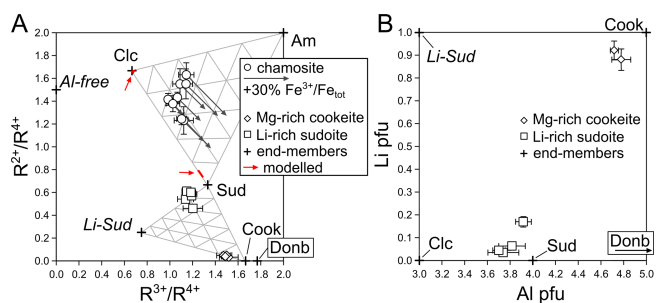 A
B
2.0
1.8
1.6
1.4
1.2
1.0
0.8
0.6
0.4
0.2
0.0
R²⁺/R⁴⁺
Clc
Am
Al-free
Sud
Li-Sud
Cook
Donb
chamosite
+30% Fe³⁺/Fe_tot
Mg-rich cookeite
Li-rich sudoite
end-members
modelled
0.0 0.2 0.4 0.6 0.8 1.0 1.2 1.4 1.6 1.8 2.0
R³⁺/R⁴⁺
1.0
0.9
0.8
0.7
0.6
0.5
0.4
0.3
0.2
0.1
0.0
Li pfu
Li-Sud
Cook
Mg-rich cookeite
Li-rich sudoite
end-members
Clc
Sud
Donb
3.0 3.2 3.4 3.6 3.8 4.0 4.2 4.4 4.6 4.8 5.0
Al pfu